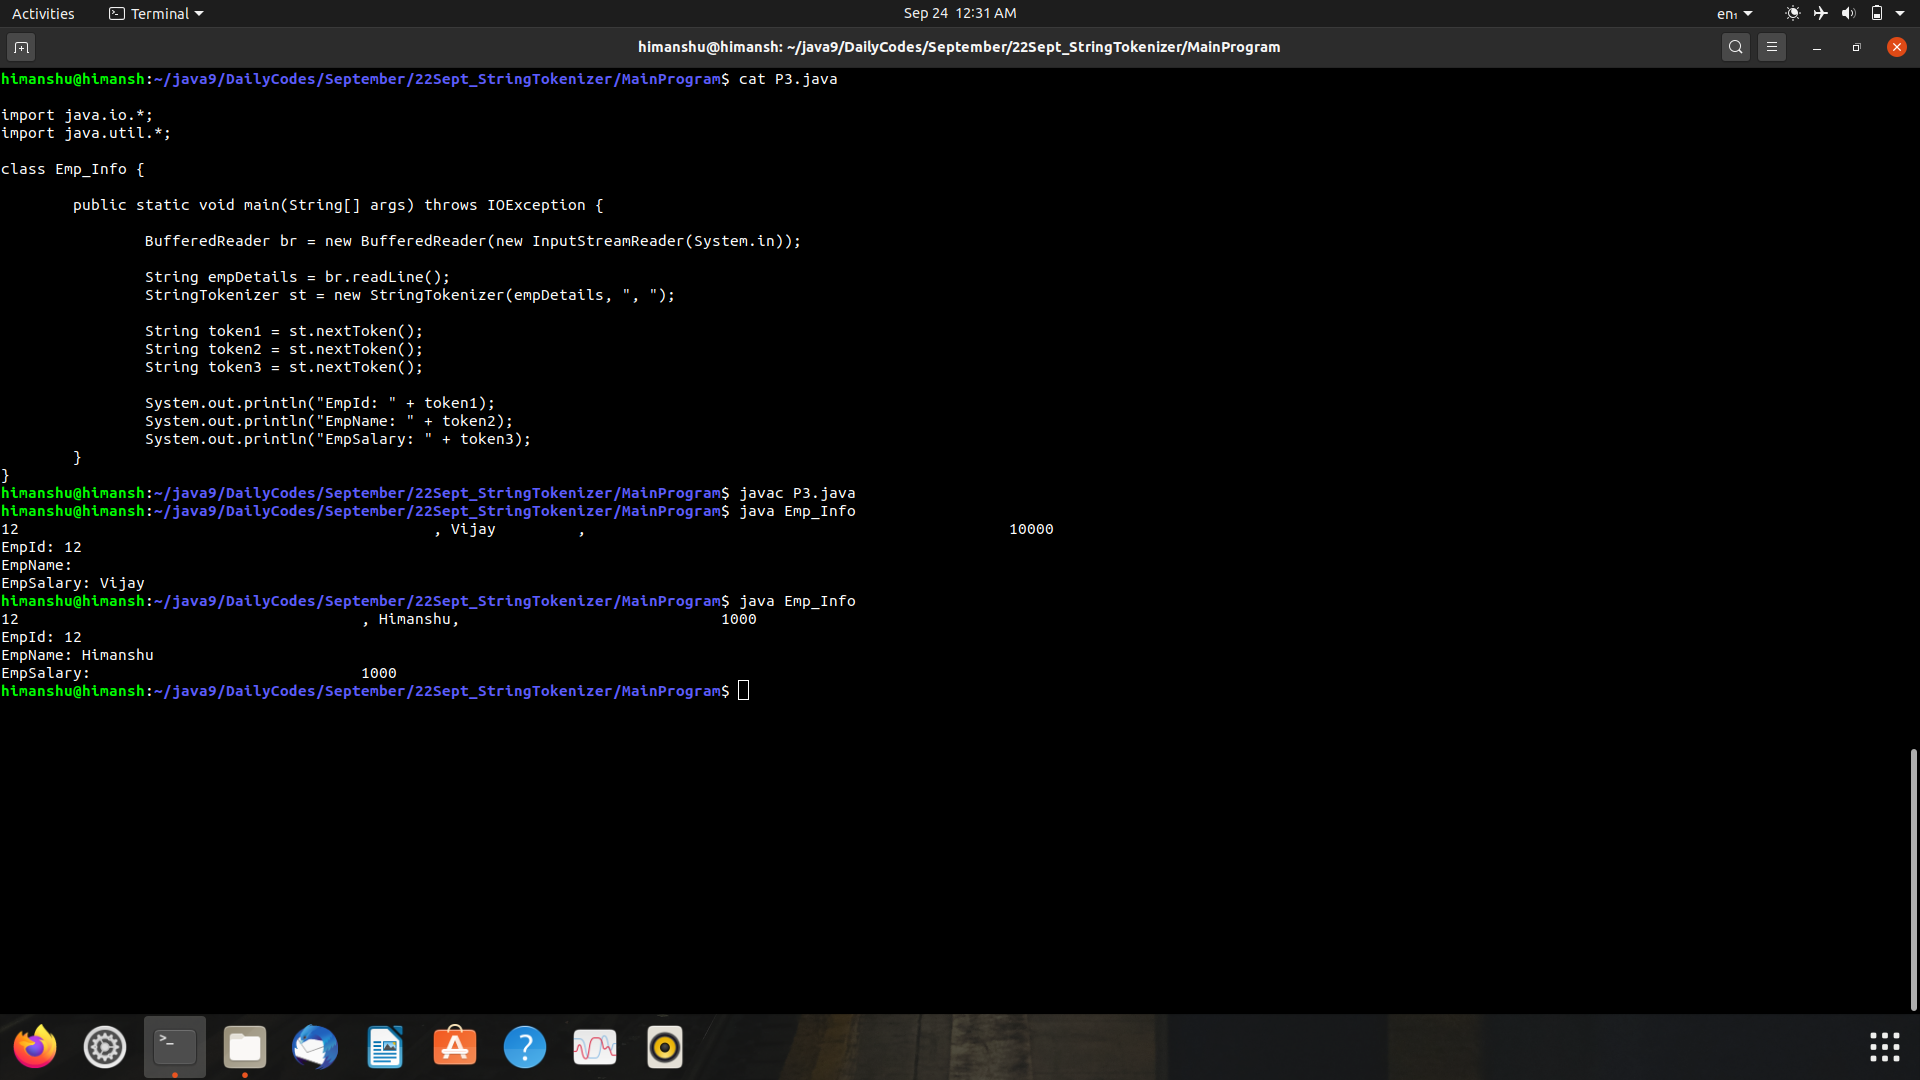 Activities
Terminal
Sep 24 12:31 AM
en₁
himanshu@himansh: ~/java9/DailyCodes/September/22Sept_StringTokenizer/MainProgram
himanshu@himansh:~/java9/DailyCodes/September/22Sept_StringTokenizer/MainProgram$ cat P3.java
import java.io.*;
import java.util.*;
class Emp_Info {
public static void main(String[] args) throws IOException {
BufferedReader br = new BufferedReader(new InputStreamReader(System.in));
String empDetails = br.readLine();
StringTokenizer st = new StringTokenizer(empDetails, ", ");
String token1 = st.nextToken();
String token2 = st.nextToken();
String token3 = st.nextToken();
System.out.println("EmpId: " + token1);
System.out.println("EmpName: " + token2);
System.out.println("EmpSalary: " + token3);
}
}
himanshu@himansh:~/java9/DailyCodes/September/22Sept_StringTokenizer/MainProgram$ javac P3.java
himanshu@himansh:~/java9/DailyCodes/September/22Sept_StringTokenizer/MainProgram$ java Emp_Info
12 , Vijay , 10000
EmpId: 12
EmpName:
EmpSalary: Vijay
himanshu@himansh:~/java9/DailyCodes/September/22Sept_StringTokenizer/MainProgram$ java Emp_Info
12 , Himanshu, 1000
EmpId: 12
EmpName: Himanshu
EmpSalary: 1000
himanshu@himansh:~/java9/DailyCodes/September/22Sept_StringTokenizer/MainProgram$